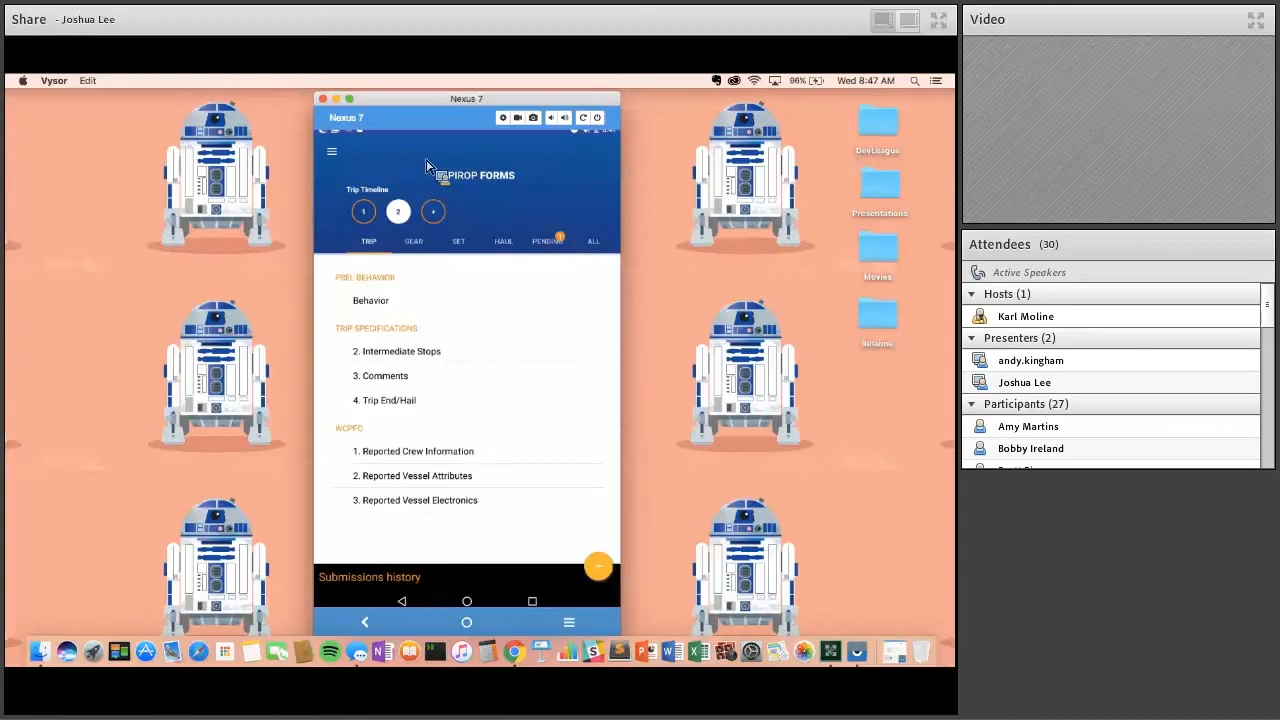 Share - Joshua Lee
Video
Vysor Edit
96% Wed 8:47 AM
Nexus 7
Nexus 7
PIROP FORMS
Trip Timeline
1 2 +
TRIP GEAR SET HAUL PENDING 1 ALL
BEHAVIOR
Behavior
TRIP SPECIFICATIONS
2. Intermediate Stops
3. Comments
4. Trip End/Hail
WCPFC
1. Reported Crew Information
2. Reported Vessel Attributes
3. Reported Vessel Electronics
Submissions history
DevLeague
Presentations
Movies
Resume
Attendees (30)
Active Speakers
Hosts (1)
Karl Moline
Presenters (2)
andy.kingham
Joshua Lee
Participants (27)
Amy Martins
Bobby Ireland